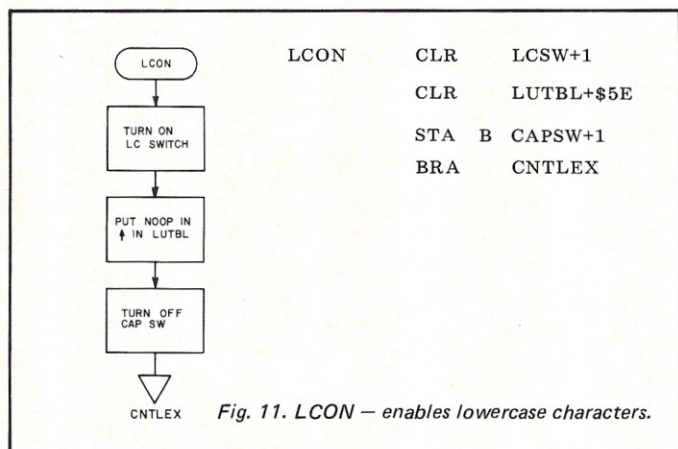 LCON
TURN ON
LC SWITCH
PUT NOOP IN
↑ IN LUTBL
TURN OFF
CAP SW
CNTLEX
LCON CLR LCSW+1
CLR LUTBL+$5E
STA B CAPSW+1
BRA CNTLEX
Fig. 11. LCON — enables lowercase characters.